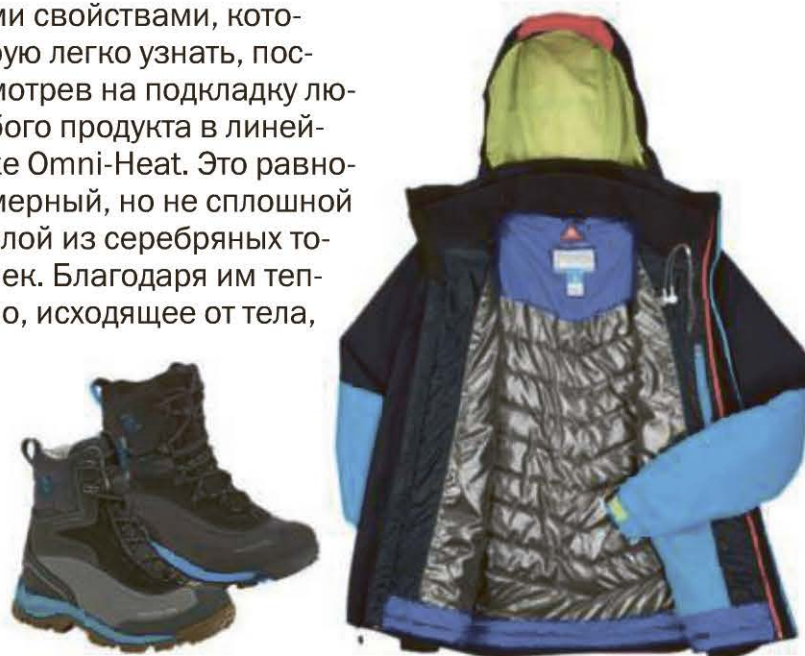 ми свойствами, кото-
рую легко узнать, пос-
мотрев на подкладку лю-
бого продукта в линей-
ке Omni-Heat. Это равно-
мерный, но не сплошной
слой из серебряных то-
чек. Благодаря им теп-
ло, исходящее от тела,